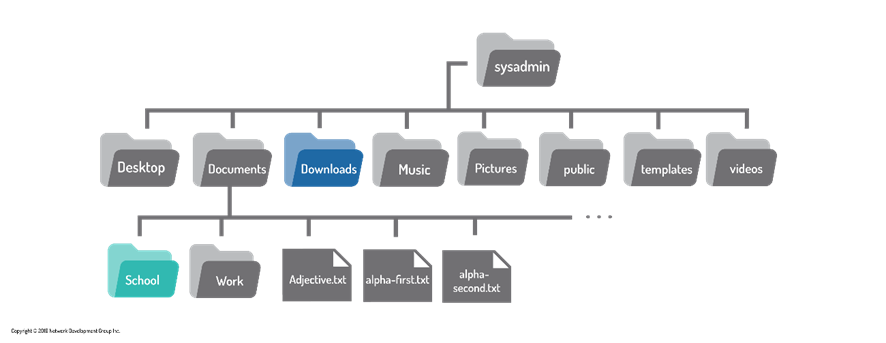 sysadmin
Desktop
Documents
Downloads
Music
Pictures
public
templates
videos
School
Work
Adjective.txt
alpha-first.txt
alpha-
second.txt
Copyright © 2018 Network Development Group Inc.